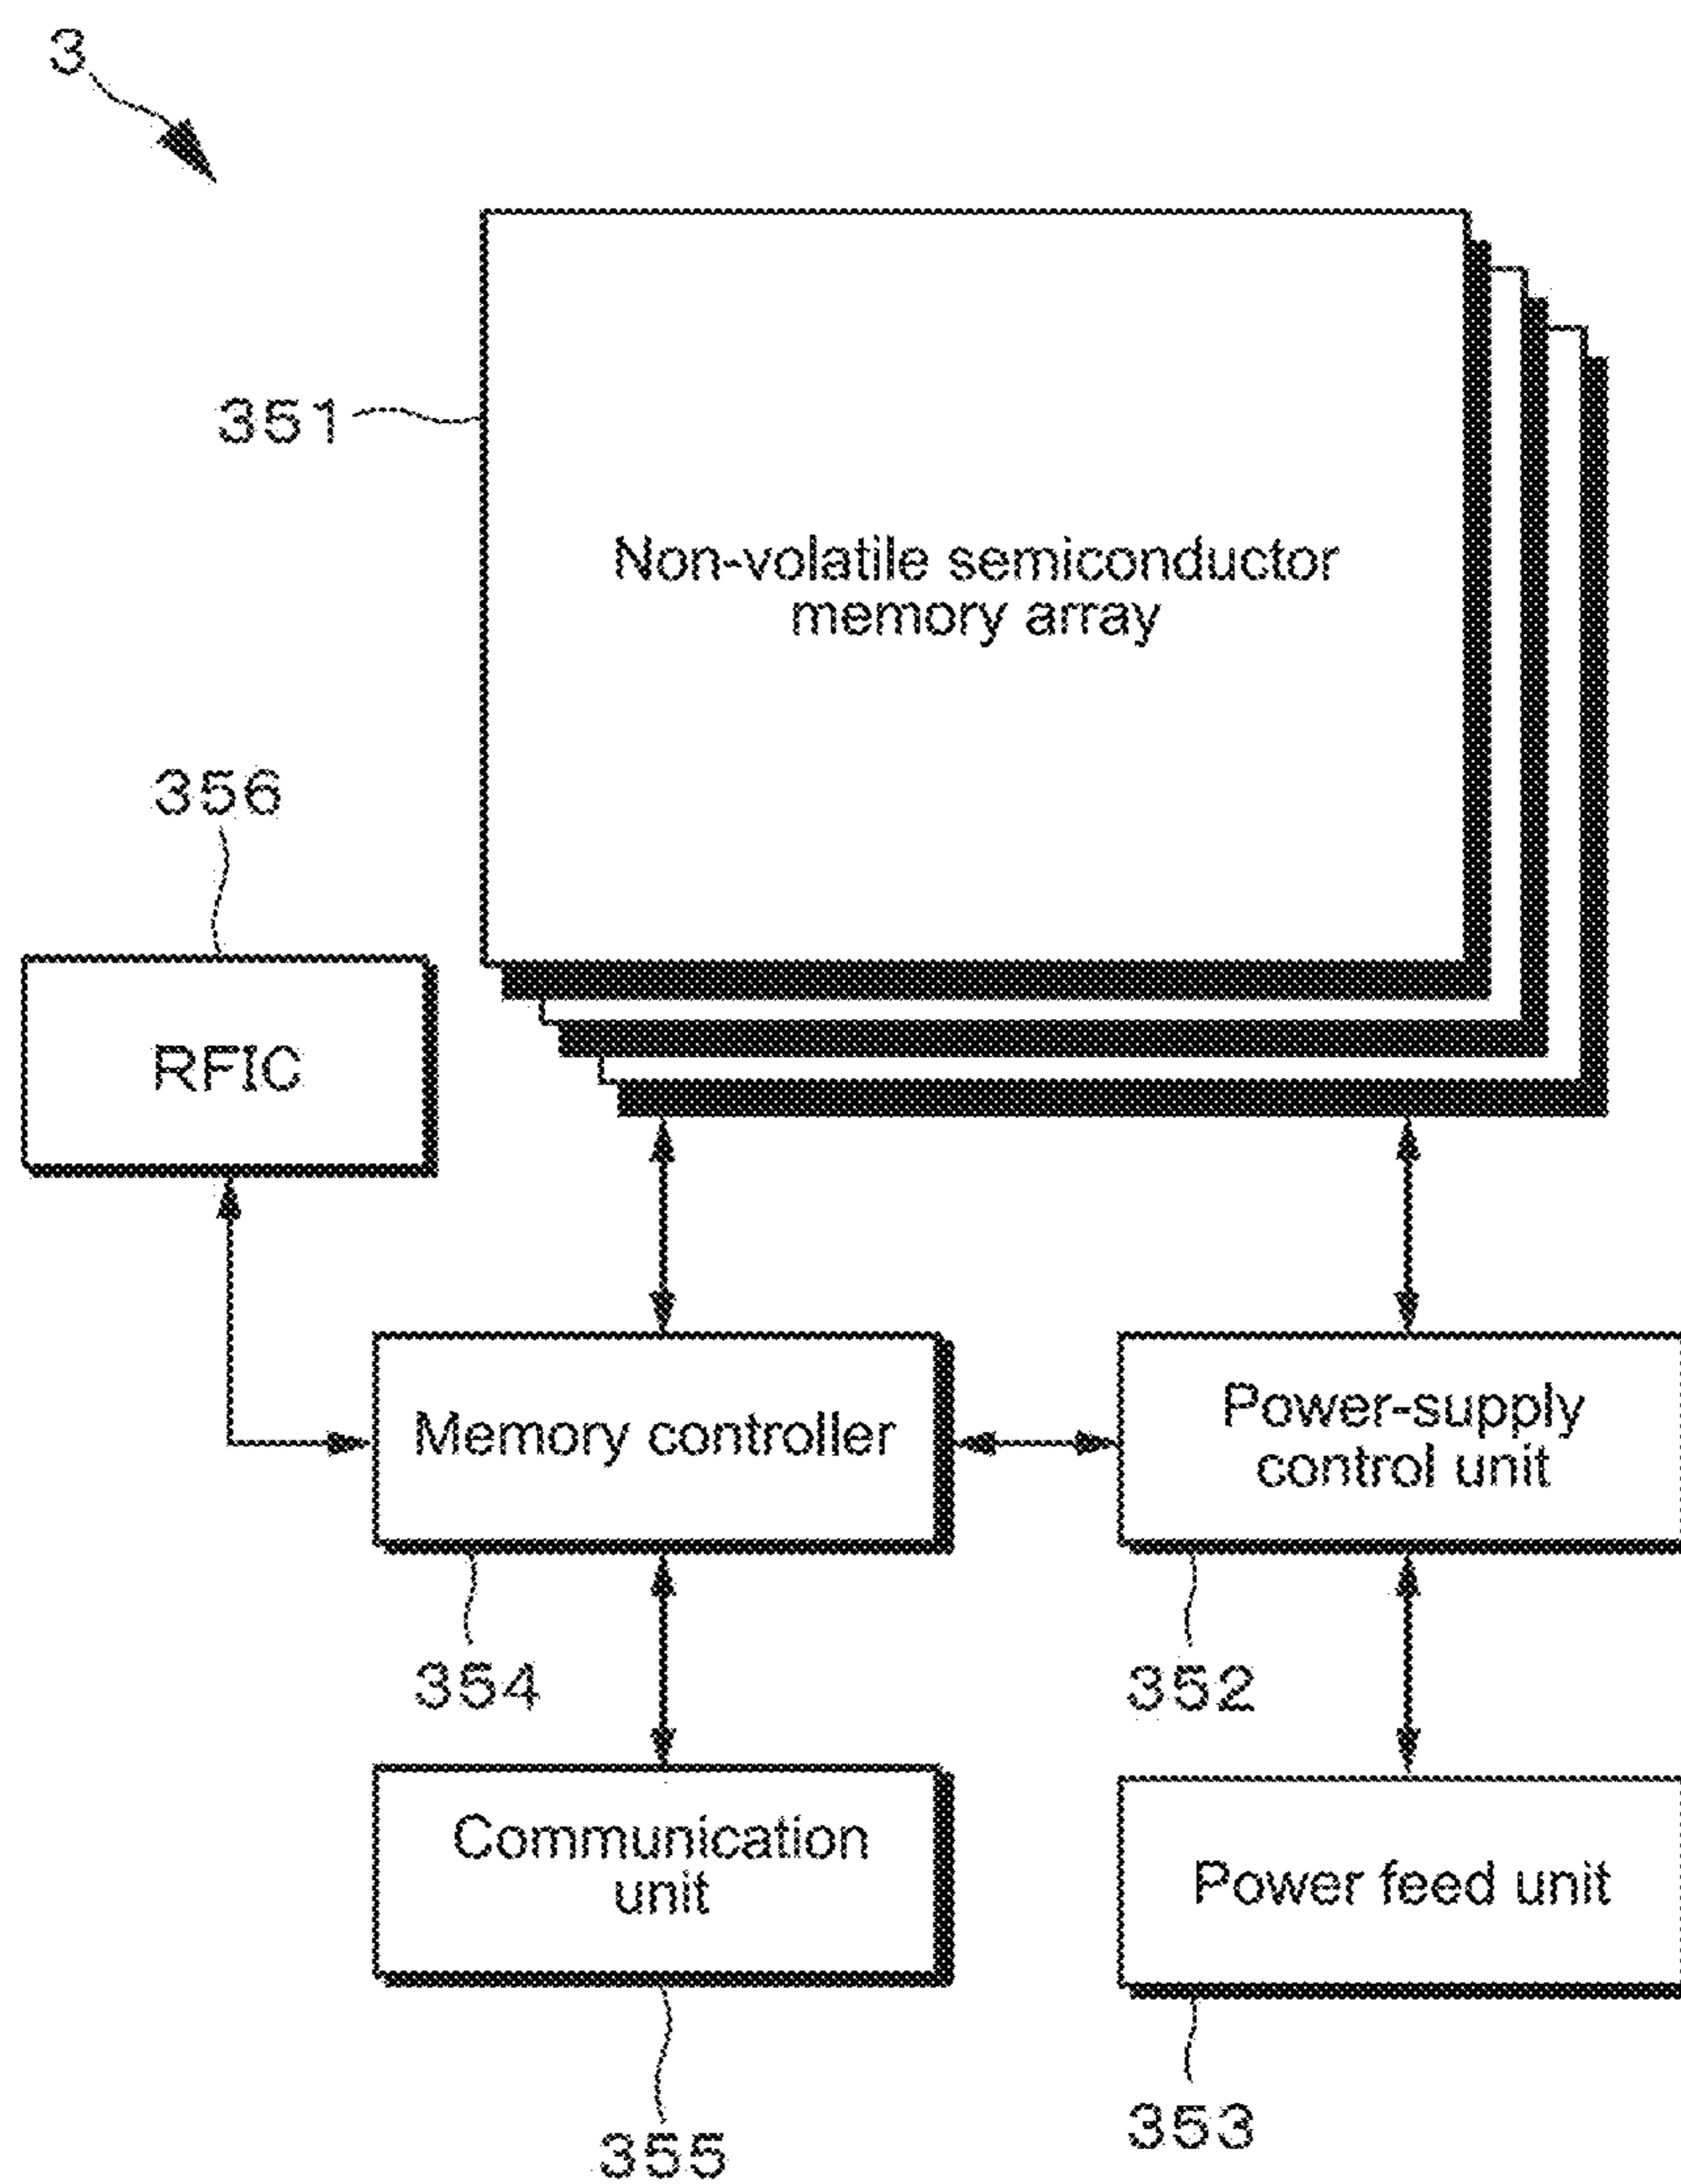 3
351
Non-volatile semiconductor
memory array
356
RFIC
Memory controller
Power-supply
control unit
354
352
Communication
unit
Power feed unit
355
353